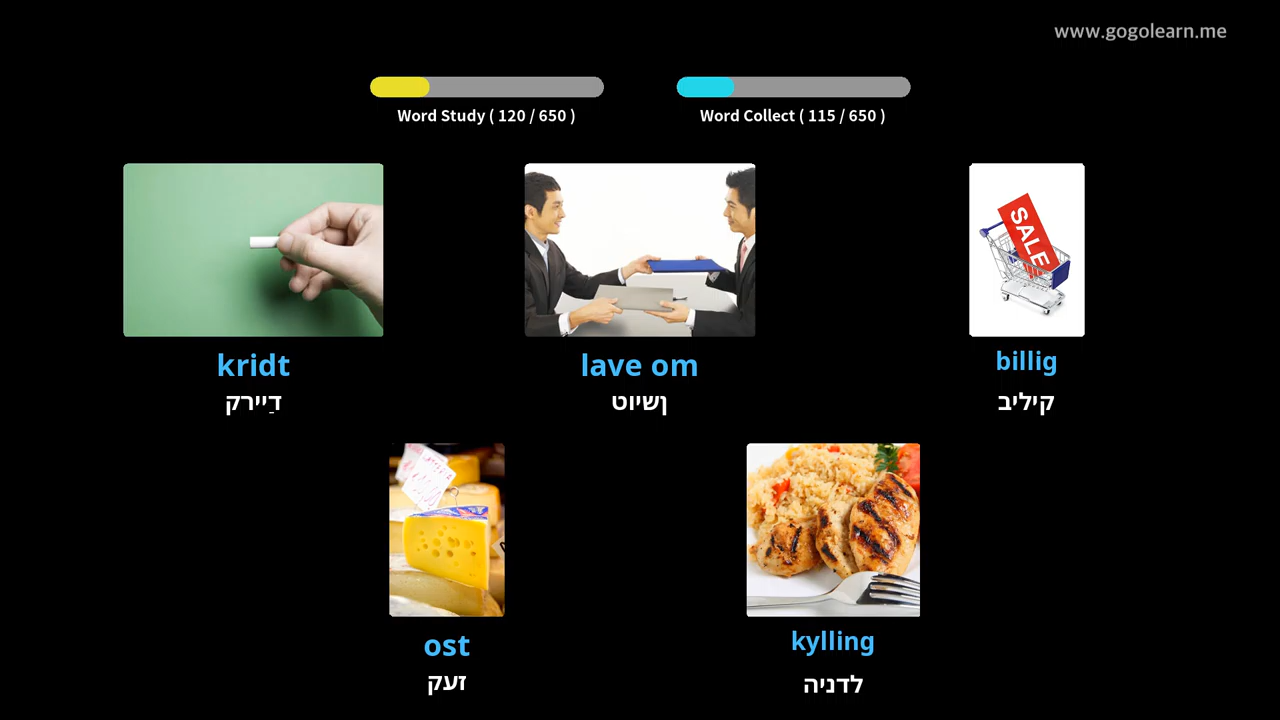 www.gogolearn.me
Word Study ( 120 / 650 )
Word Collect ( 115 / 650 )
SALE
kridt
דַיירק
lave om
ןשיוט
billig
קיליב
ost
זעק
kylling
לדניה